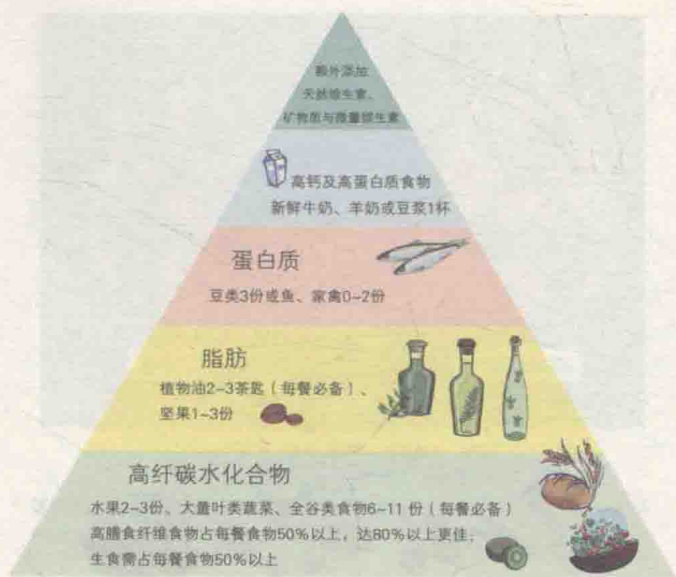 额外添加
天然维生素、
矿物质与微量维生素
高钙及高蛋白质食物
新鲜牛奶、羊奶或豆浆1杯
蛋白质
豆类3份或鱼、家禽0~2份
脂肪
植物油2~3茶匙(每餐必备)、
坚果1~3份
高纤碳水化合物
水果2~3份、大量叶类蔬菜、全谷类食物6~11份(每餐必备)
高膳食纤维食物占每餐食物50%以上,达80%以上更佳,
生食需占每餐食物50%以上